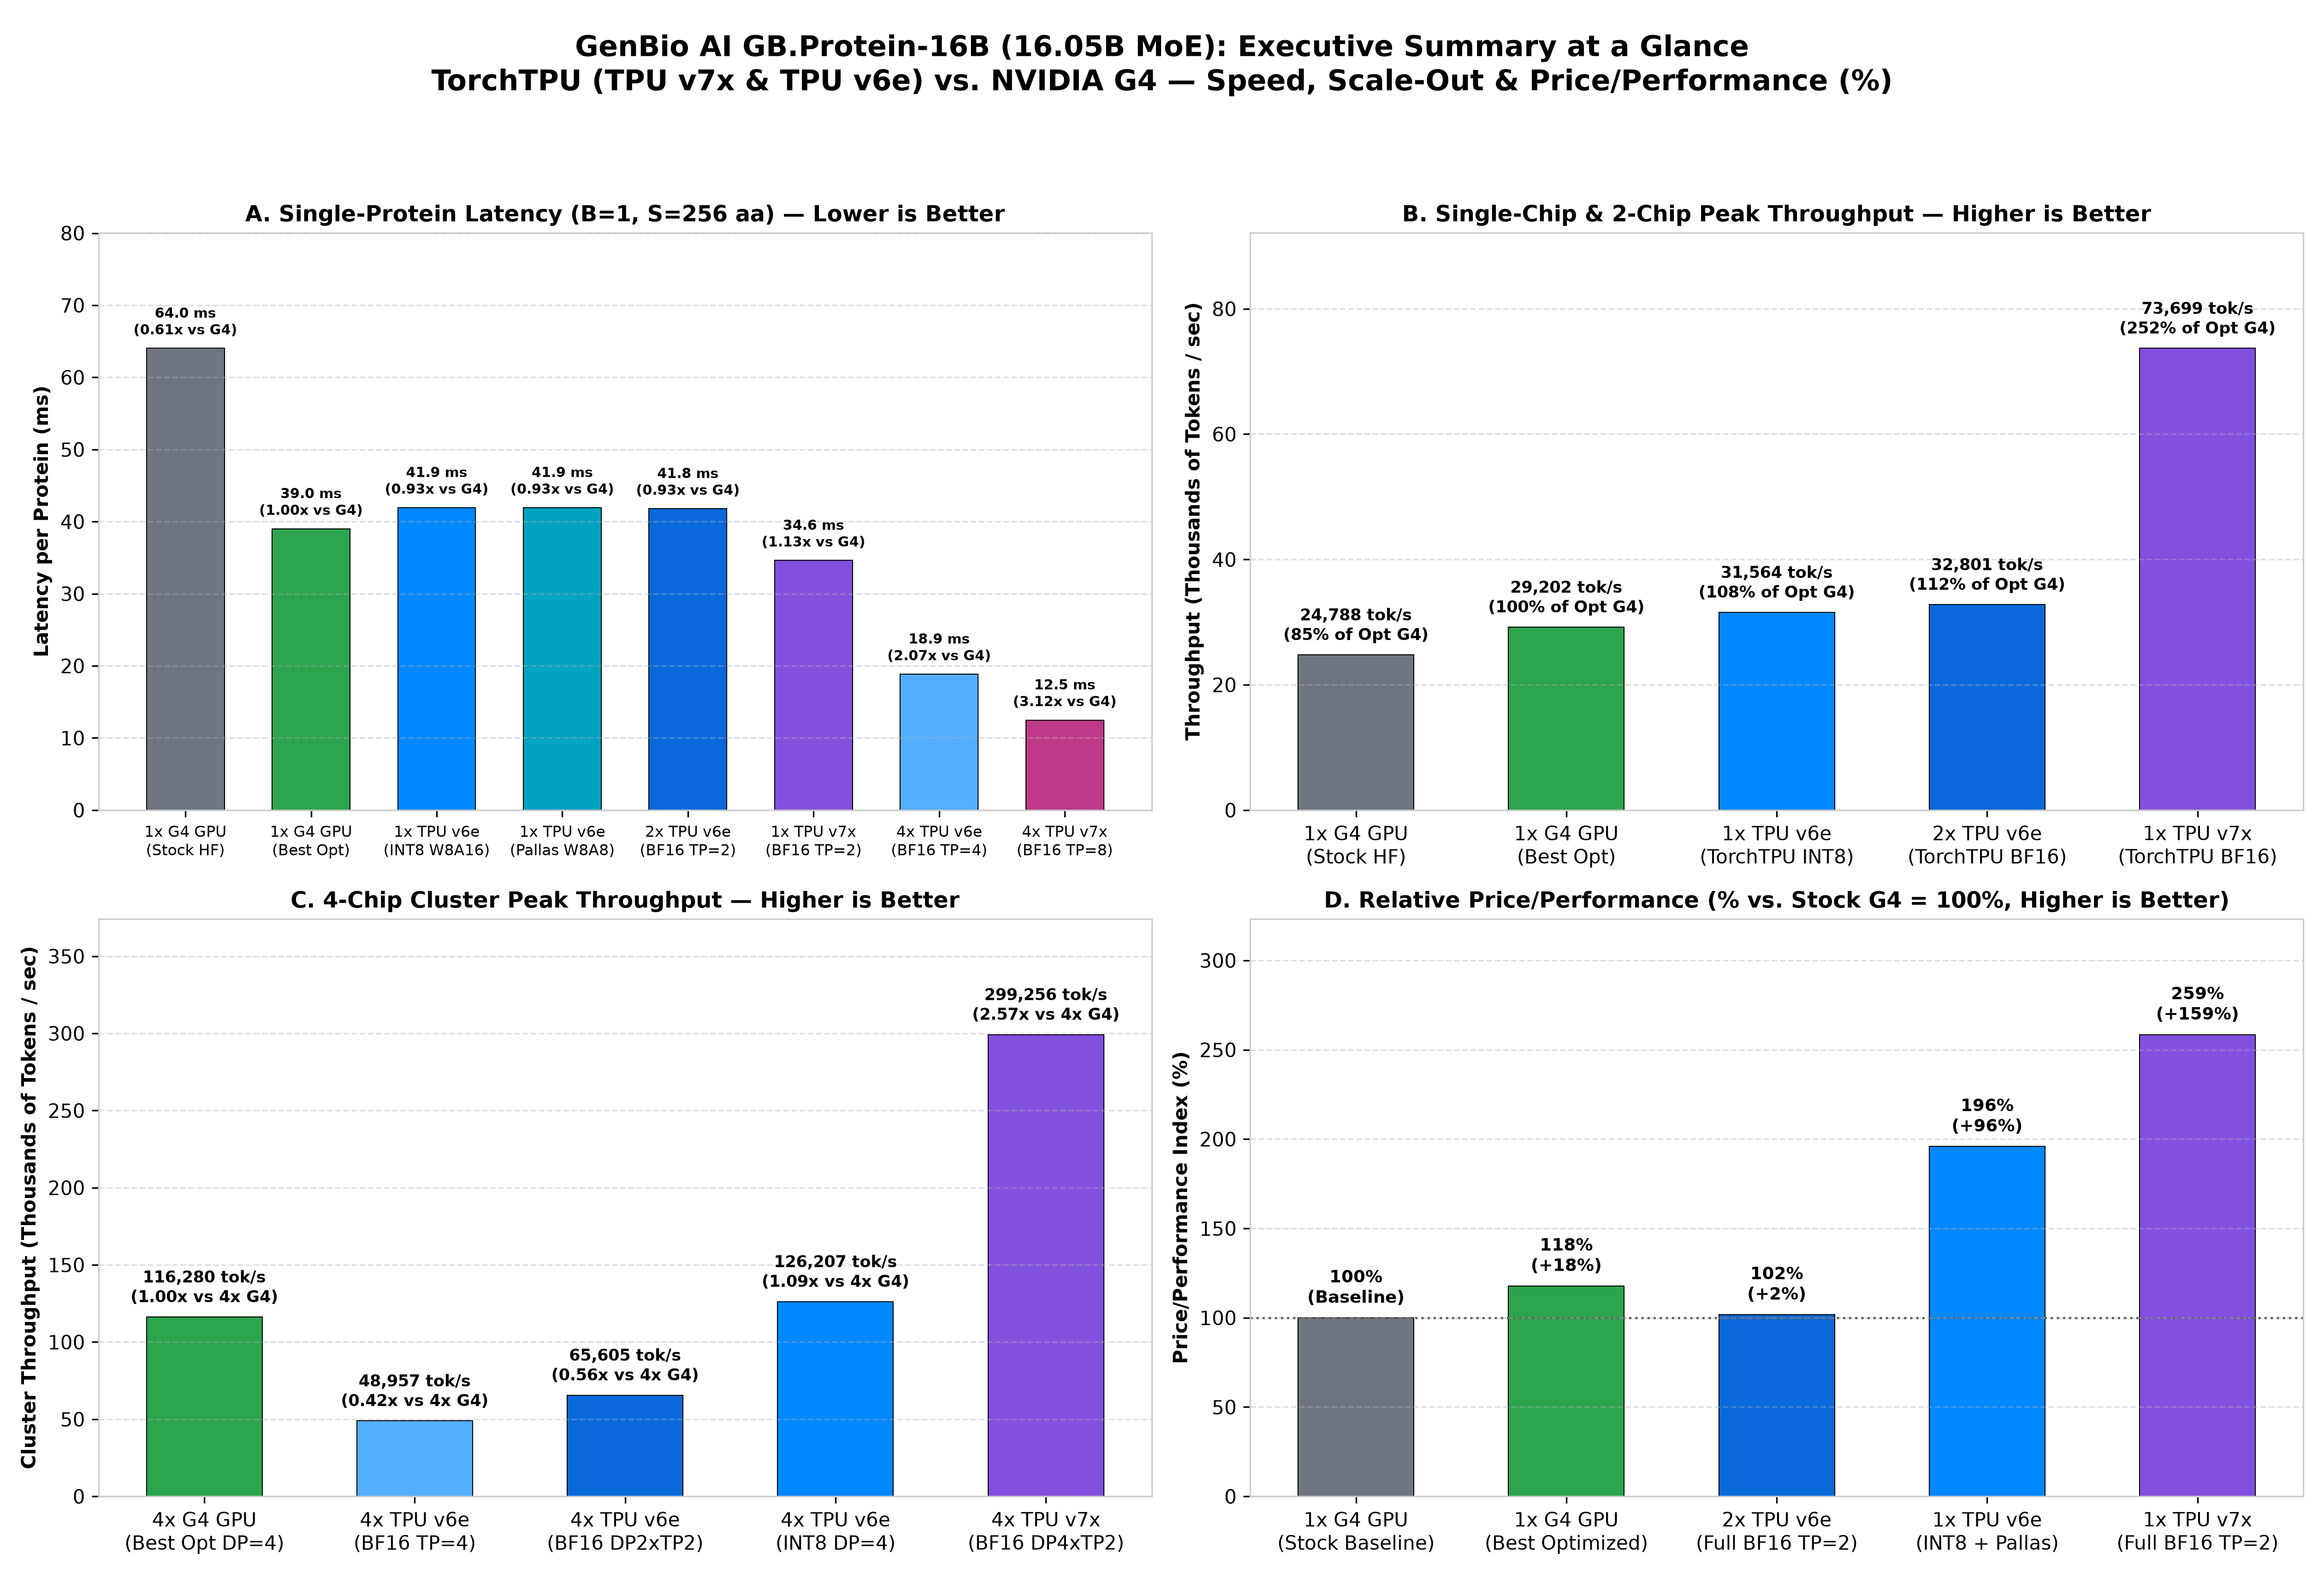 GenBio AI GB.Protein-16B (16.05B MoE): Executive Summary at a Glance
TorchTPU (TPU v7x & TPU v6e) vs. NVIDIA G4 — Speed, Scale-Out & Price/Performance (%)
A. Single-Protein Latency (B=1, S=256 aa) — Lower is Better
Latency per Protein (ms)
80
70
60
50
40
30
20
10
0
64.0 ms
(0.61x vs G4)
39.0 ms
(1.00x vs G4)
41.9 ms
(0.93x vs G4)
41.9 ms
(0.93x vs G4)
41.8 ms
(0.93x vs G4)
34.6 ms
(1.13x vs G4)
18.9 ms
(2.07x vs G4)
12.5 ms
(3.12x vs G4)
1x G4 GPU
(Stock HF)
1x G4 GPU
(Best Opt)
1x TPU v6e
(INT8 W8A16)
1x TPU v6e
(Pallas W8A8)
2x TPU v6e
(BF16 TP=2)
1x TPU v7x
(BF16 TP=2)
4x TPU v6e
(BF16 TP=4)
4x TPU v7x
(BF16 TP=8)
B. Single-Chip & 2-Chip Peak Throughput — Higher is Better
Throughput (Thousands of Tokens / sec)
80
60
40
20
0
24,788 tok/s
(85% of Opt G4)
29,202 tok/s
(100% of Opt G4)
31,564 tok/s
(108% of Opt G4)
32,801 tok/s
(112% of Opt G4)
73,699 tok/s
(252% of Opt G4)
1x G4 GPU
(Stock HF)
1x G4 GPU
(Best Opt)
1x TPU v6e
(TorchTPU INT8)
2x TPU v6e
(TorchTPU BF16)
1x TPU v7x
(TorchTPU BF16)
C. 4-Chip Cluster Peak Throughput — Higher is Better
Cluster Throughput (Thousands of Tokens / sec)
350
300
250
200
150
100
50
0
116,280 tok/s
(1.00x vs 4x G4)
48,957 tok/s
(0.42x vs 4x G4)
65,605 tok/s
(0.56x vs 4x G4)
126,207 tok/s
(1.09x vs 4x G4)
299,256 tok/s
(2.57x vs 4x G4)
4x G4 GPU
(Best Opt DP=4)
4x TPU v6e
(BF16 TP=4)
4x TPU v6e
(BF16 DP2xTP2)
4x TPU v6e
(INT8 DP=4)
4x TPU v7x
(BF16 DP4xTP2)
D. Relative Price/Performance (% vs. Stock G4 = 100%, Higher is Better)
Price/Performance Index (%)
300
250
200
150
100
50
0
100%
(Baseline)
118%
(+18%)
102%
(+2%)
196%
(+96%)
259%
(+159%)
1x G4 GPU
(Stock Baseline)
1x G4 GPU
(Best Optimized)
2x TPU v6e
(Full BF16 TP=2)
1x TPU v6e
(INT8 + Pallas)
1x TPU v7x
(Full BF16 TP=2)